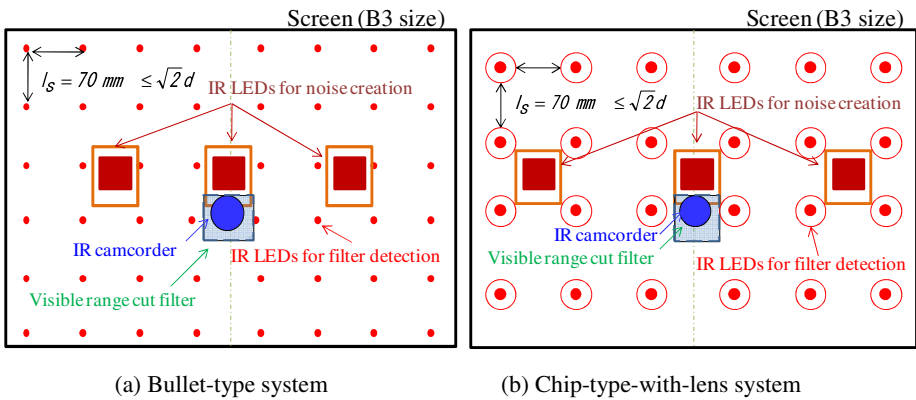 Screen (B3 size)
l_S = 70 mm ≤ √2 d
IR LEDs for noise creation
IR camcorder
IR LEDs for filter detection
Visible range cut filter
(a) Bullet-type system
Screen (B3 size)
l_S = 70 mm ≤ √2 d
IR LEDs for noise creation
IR camcorder
Visible range cut filter
IR LEDs for filter detection
(b) Chip-type-with-lens system